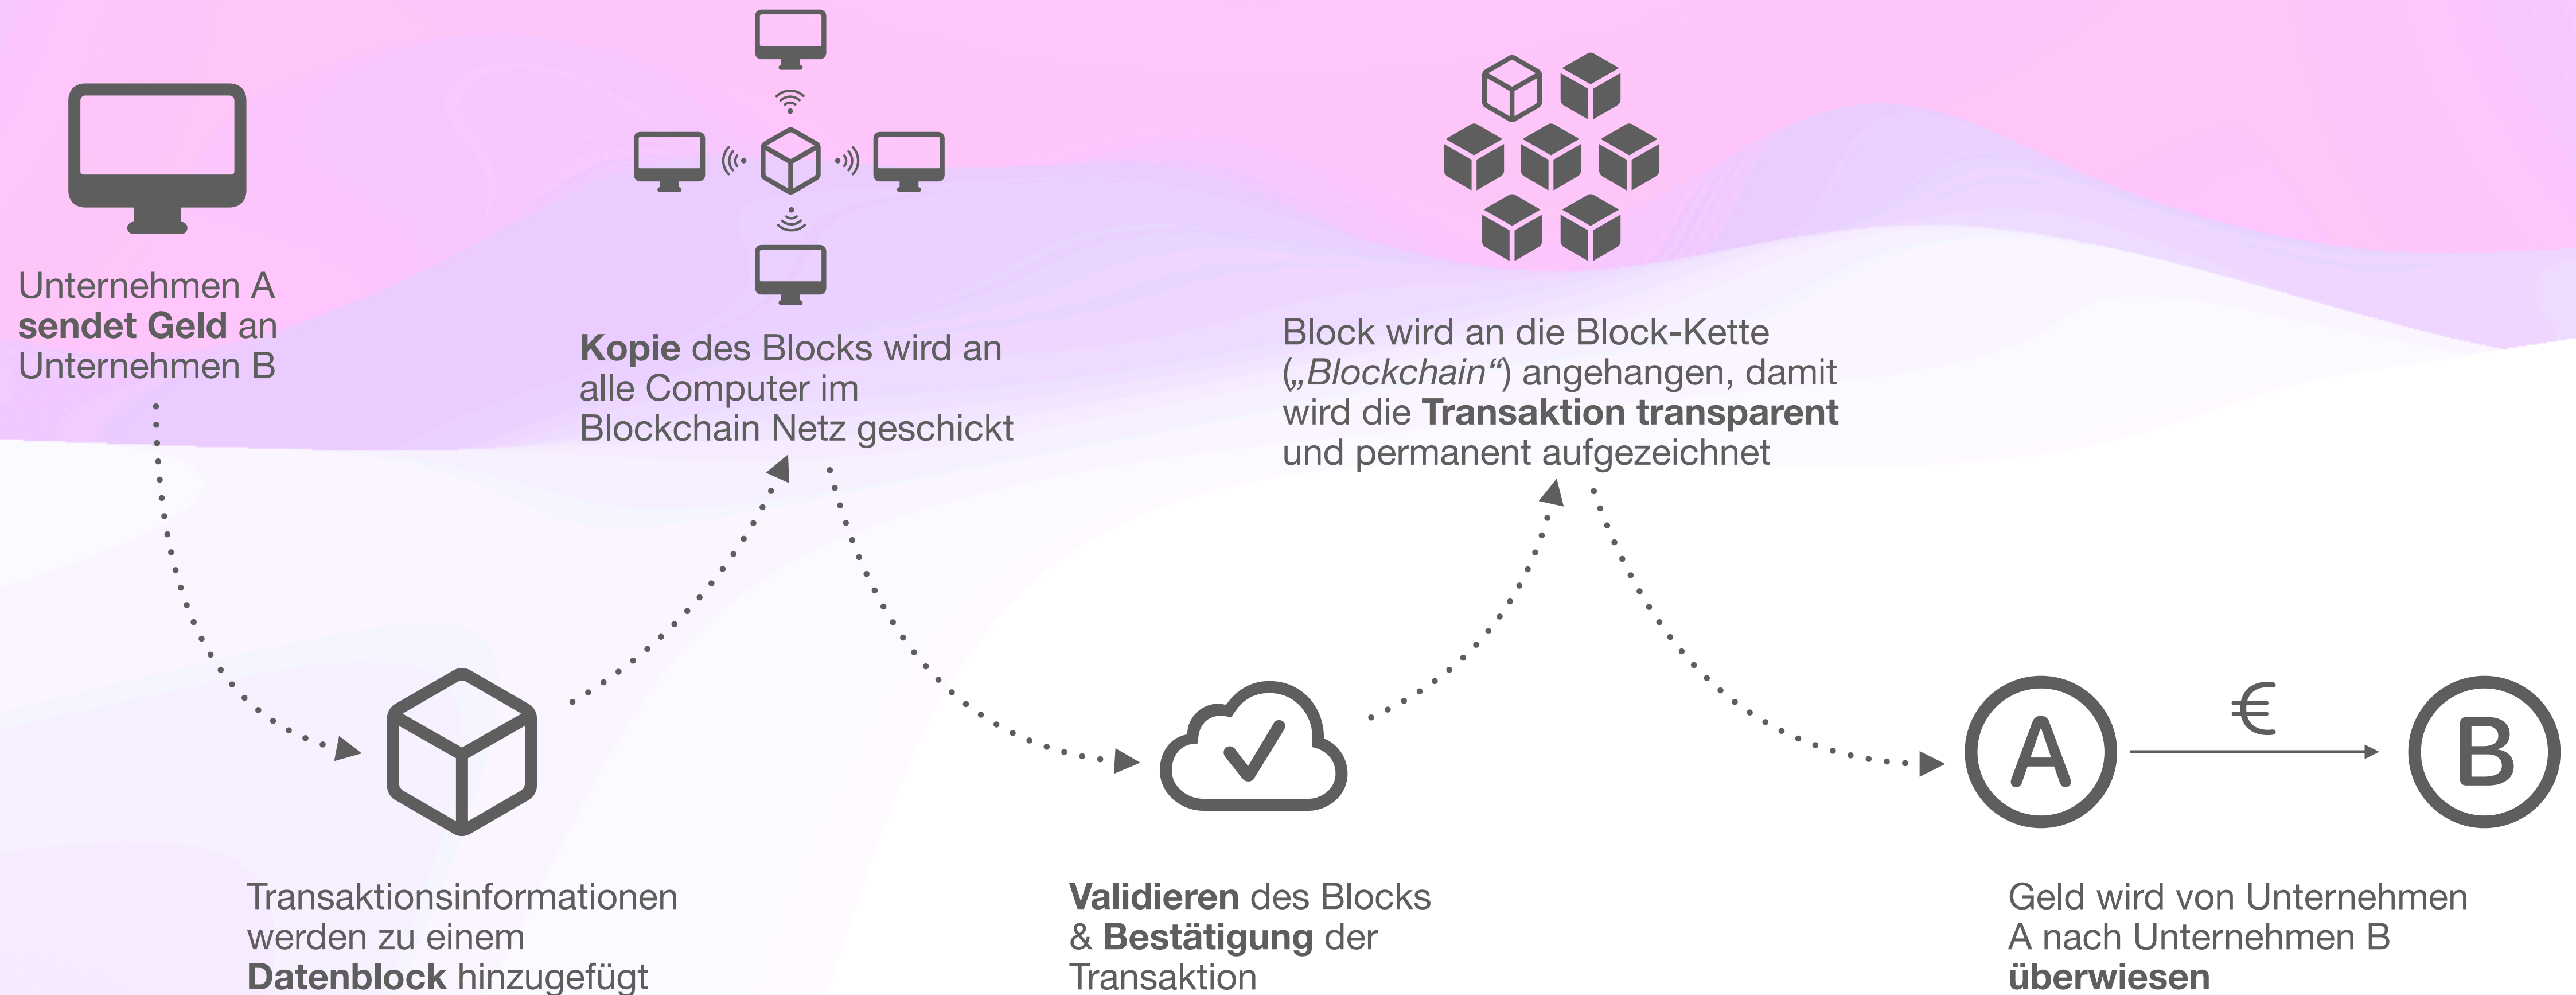 Unternehmen A
sendet Geld an
Unternehmen B
Transaktionsinformationen
werden zu einem
Datenblock hinzugefügt
Kopie des Blocks wird an
alle Computer im
Blockchain Netz geschickt
Validieren des Blocks
& Bestätigung der
Transaktion
Block wird an die Block-Kette
(„Blockchain“) angehangen, damit
wird die Transaktion transparent
und permanent aufgezeichnet
A
€
B
Geld wird von Unternehmen
A nach Unternehmen B
überwiesen